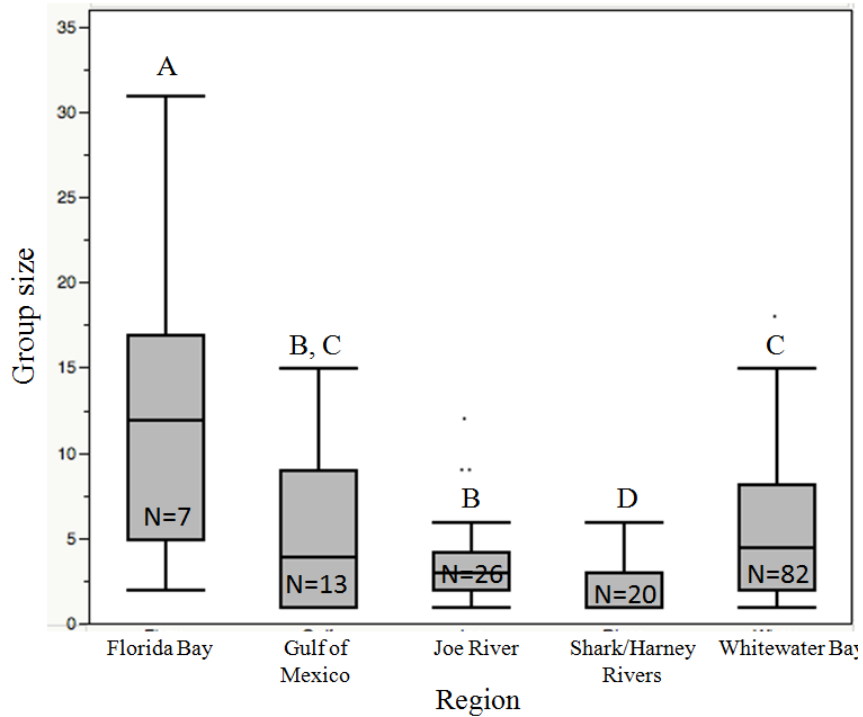 Group size
35
30
25
20
15
10
5
0
A
B, C
B
D
C
N=7
N=13
N=26
N=20
N=82
Florida Bay
Gulf of
Mexico
Joe River
Shark/Harney
Rivers
Whitewater Bay
Region